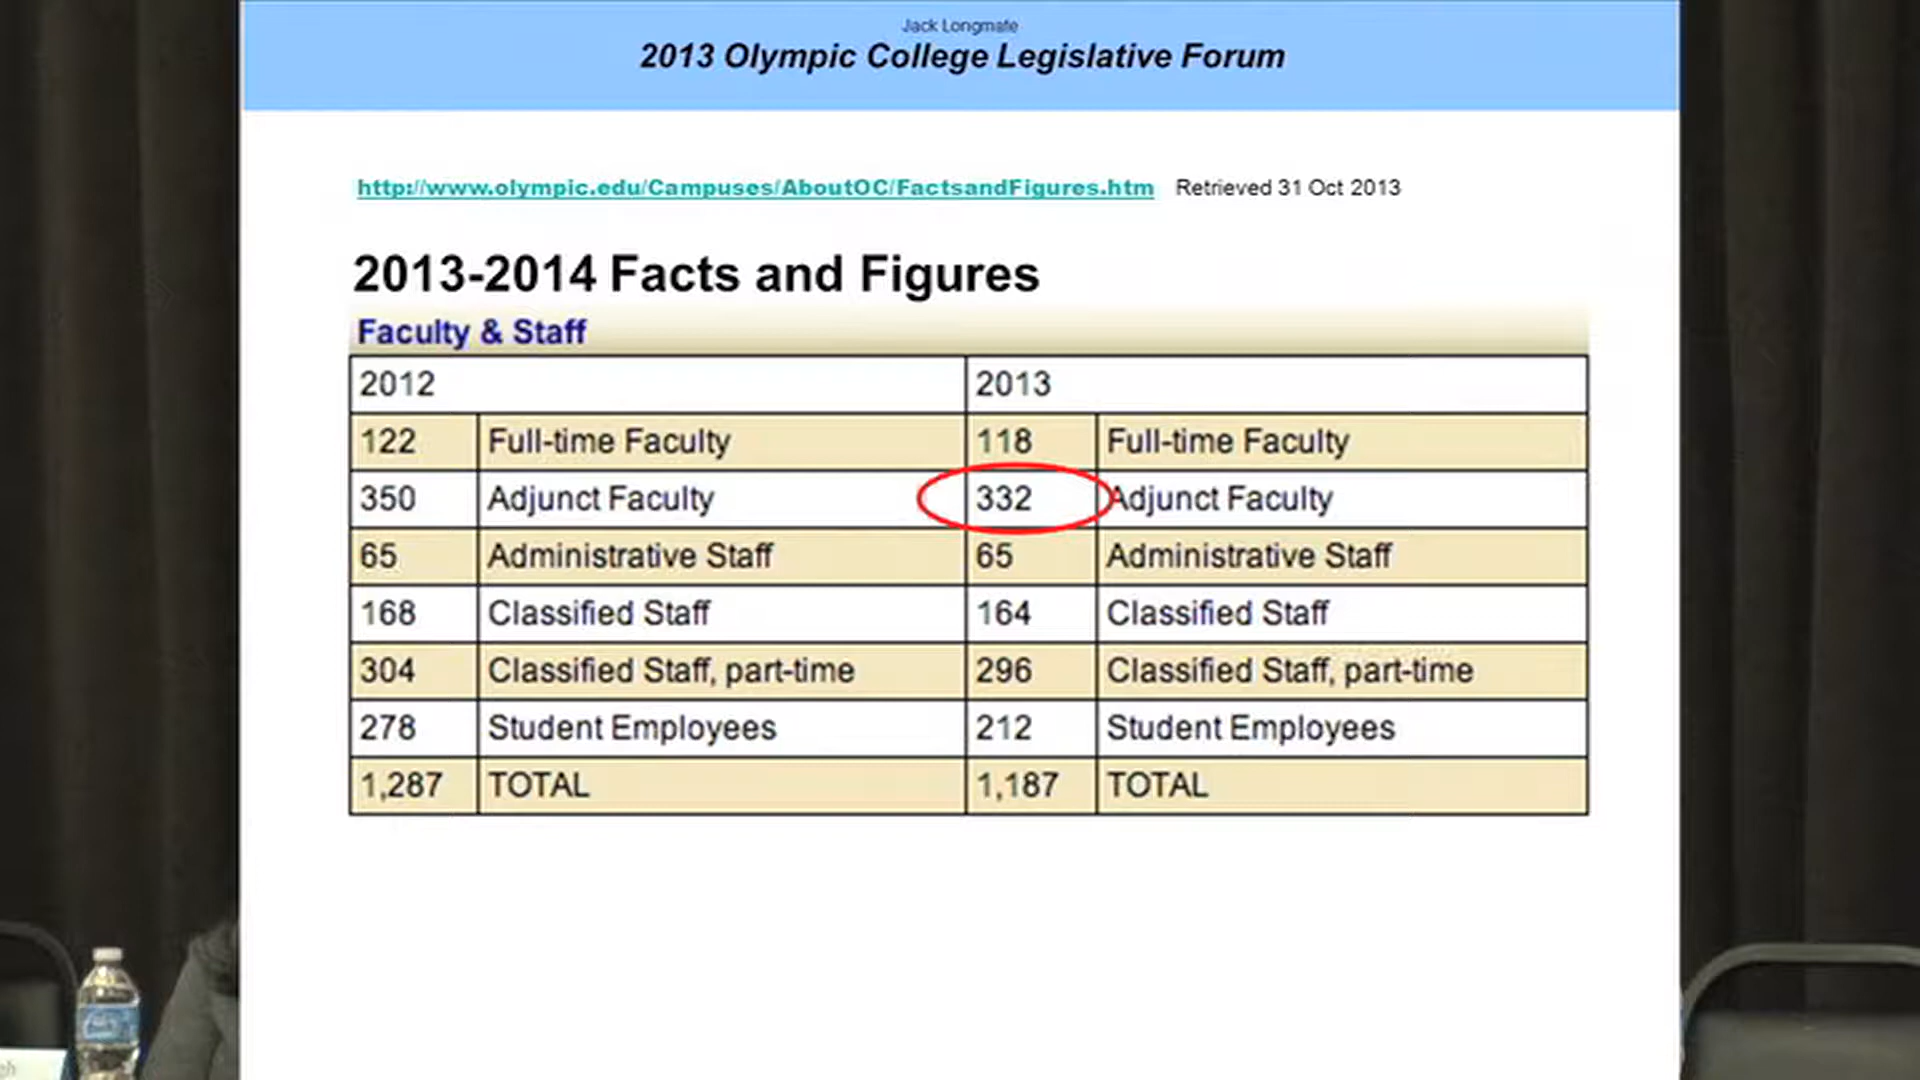 Jack Longmate
2013 Olympic College Legislative Forum
http://www.olympic.edu/Campuses/AboutOC/FactsandFigures.htm Retrieved 31 Oct 2013
2013-2014 Facts and Figures
Faculty & Staff
2012 2013
122 Full-time Faculty 118 Full-time Faculty
350 Adjunct Faculty 332 Adjunct Faculty
65 Administrative Staff 65 Administrative Staff
168 Classified Staff 164 Classified Staff
304 Classified Staff, part-time 296 Classified Staff, part-time
278 Student Employees 212 Student Employees
1,287 TOTAL 1,187 TOTAL